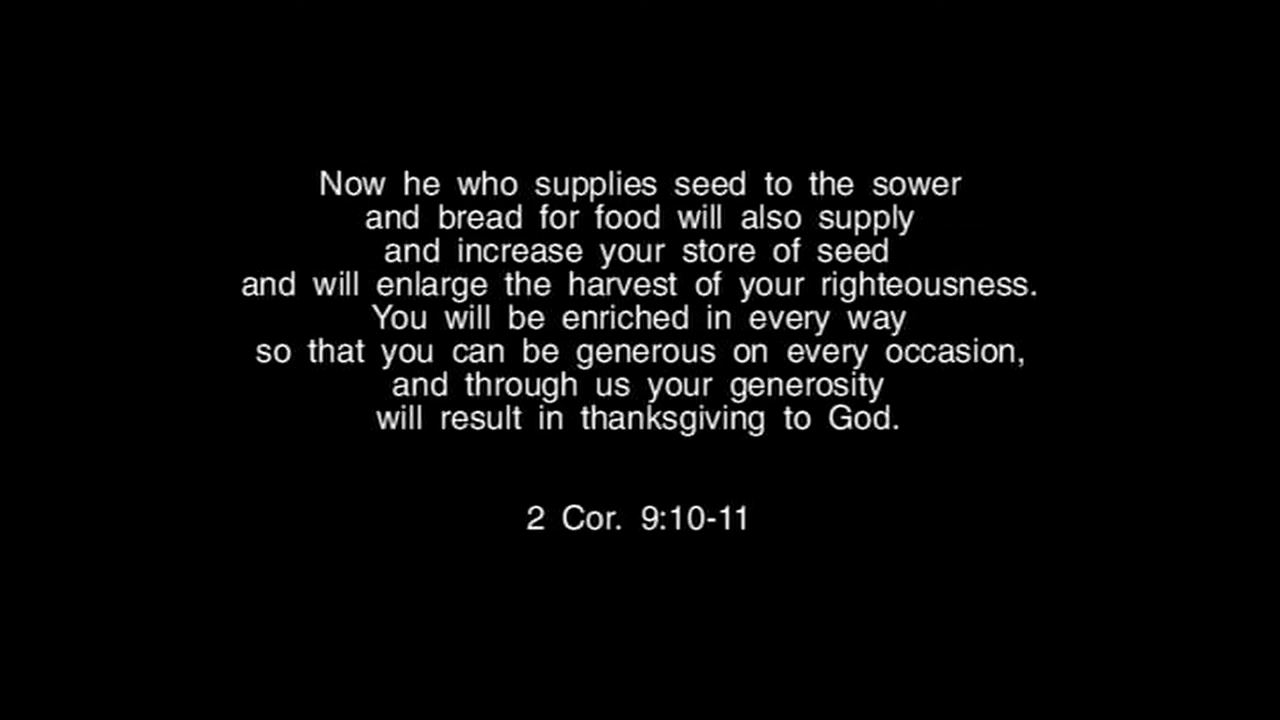 Now he who supplies seed to the sower
and bread for food will also supply
and increase your store of seed
and will enlarge the harvest of your righteousness.
You will be enriched in every way
so that you can be generous on every occasion,
and through us your generosity
will result in thanksgiving to God.
2 Cor. 9:10-11